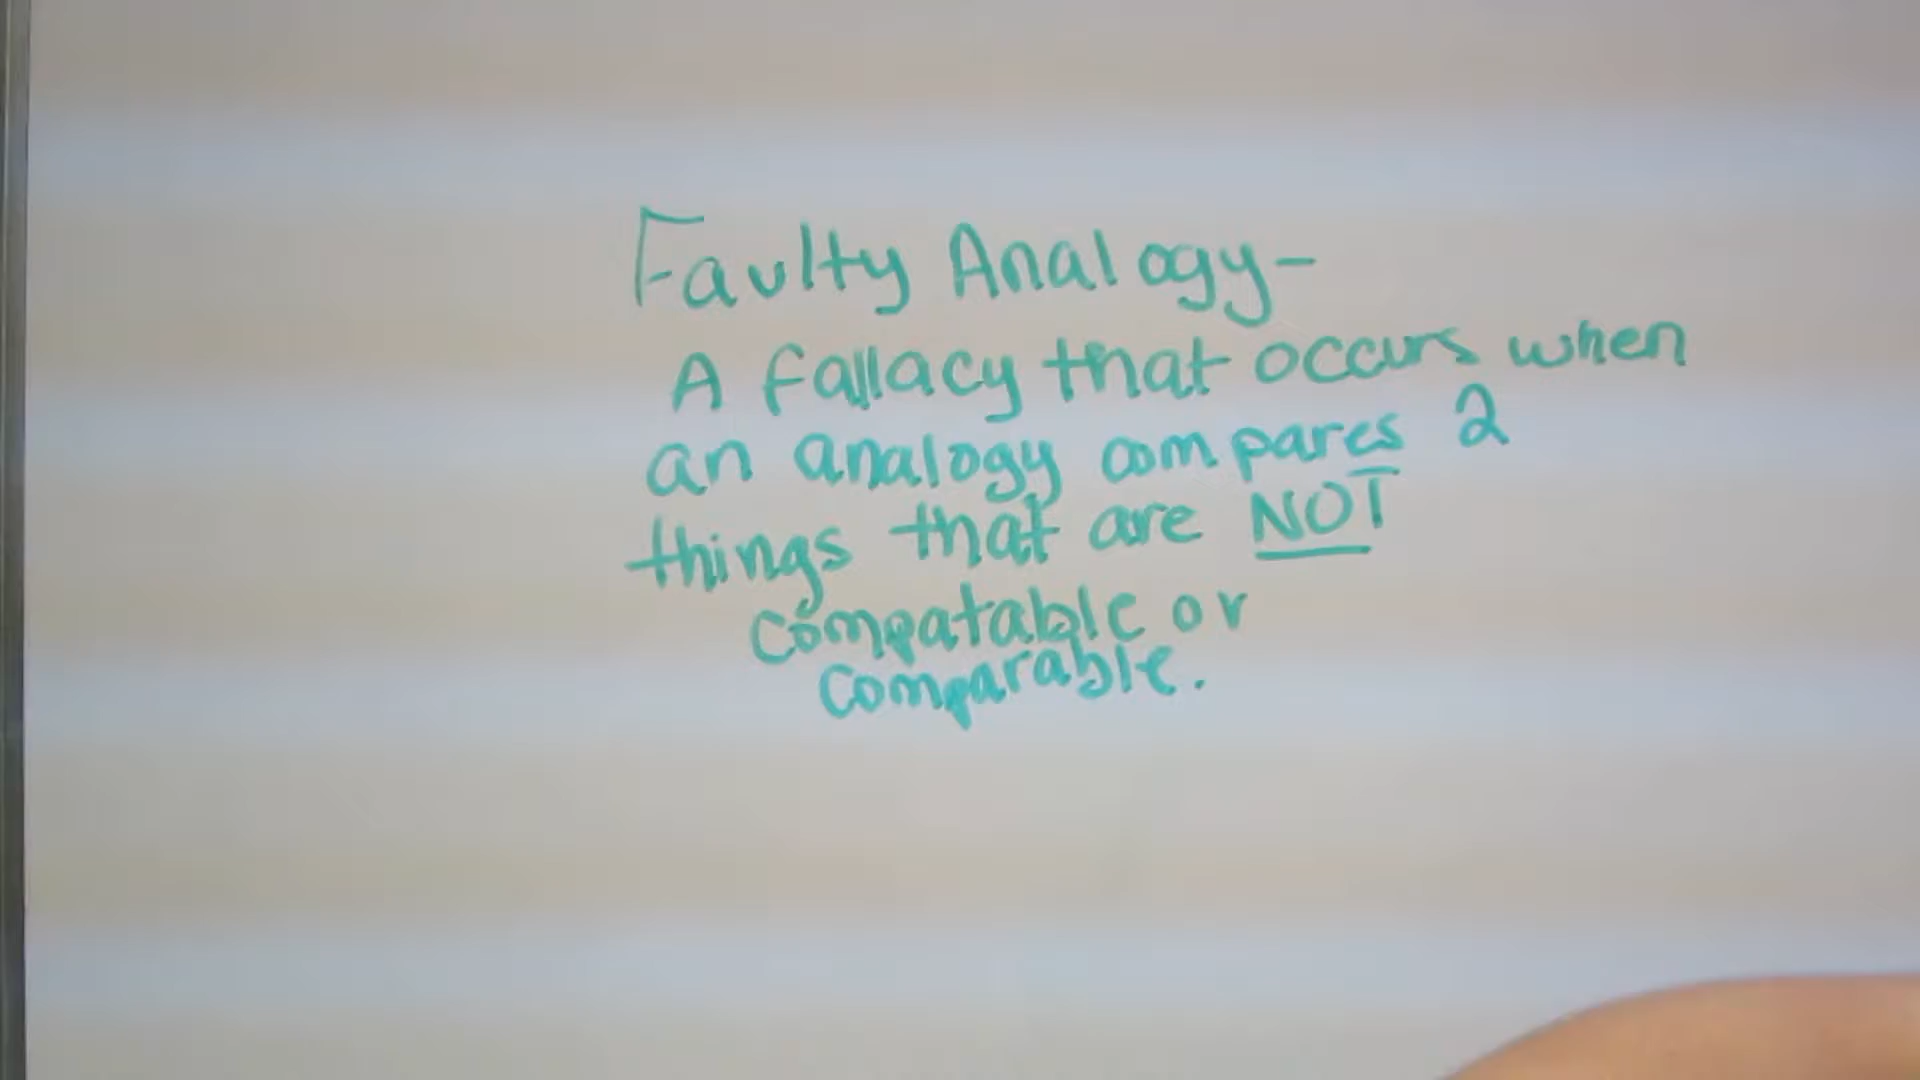 Faulty Analogy-
A fallacy that occurs when
an analogy compares 2
things that are NOT
compatable or
comparable.